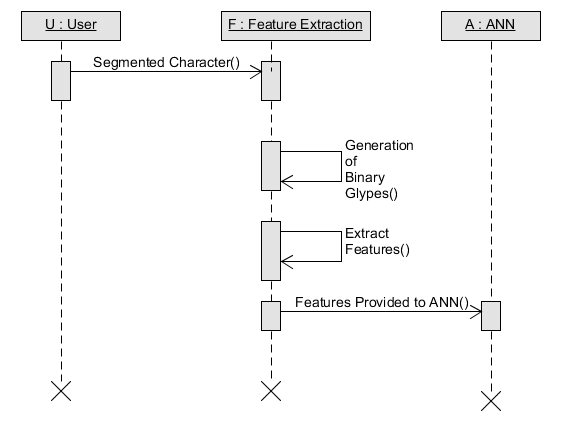 U : User
F : Feature Extraction
A : ANN
Segmented Character()
Generation
of
Binary
Glypes()
Extract
Features()
Features Provided to ANN()